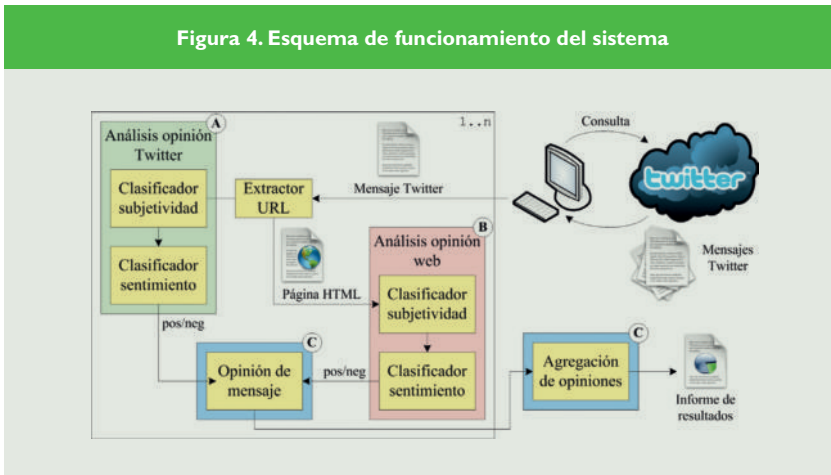 Figura 4. Esquema de funcionamiento del sistema
A
1..n
Consulta
Análisis opinión
Twitter
Clasificador
subjetividad
Extractor
URL
Mensaje Twitter
twitter
B
Análisis opinión
web
Mensajes
Twitter
Clasificador
sentimiento
Página HTML
Clasificador
subjetividad
pos/neg
C
C
Opinión de
mensaje
pos/neg
Clasificador
sentimiento
Agregación
de opiniones
Informe de
resultados